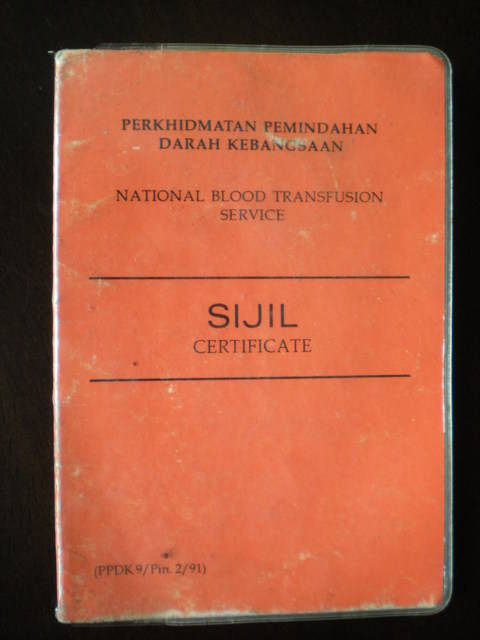 PERKHIDMATAN PEMINDAHAN
DARAH KEBANGSAAN
NATIONAL BLOOD TRANSFUSION
SERVICE
SIJIL
CERTIFICATE
(PPDK 9/Pin. 2/91)